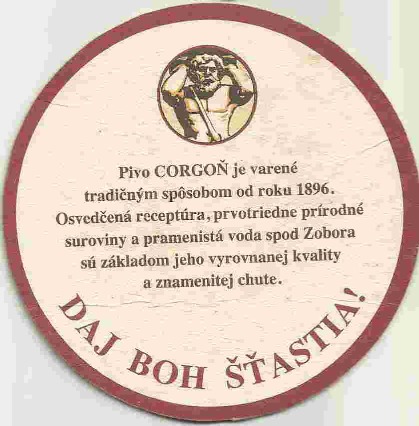 Pivo CORGOŇ je varené
tradičným spôsobom od roku 1896.
Osvedčená receptúra, prvotriedne prírodné
suroviny a pramenistá voda spod Zobora
sú základom jeho vyrovnanej kvality
a znamenitej chute.
DAJ BOH ŠŤASTIA!